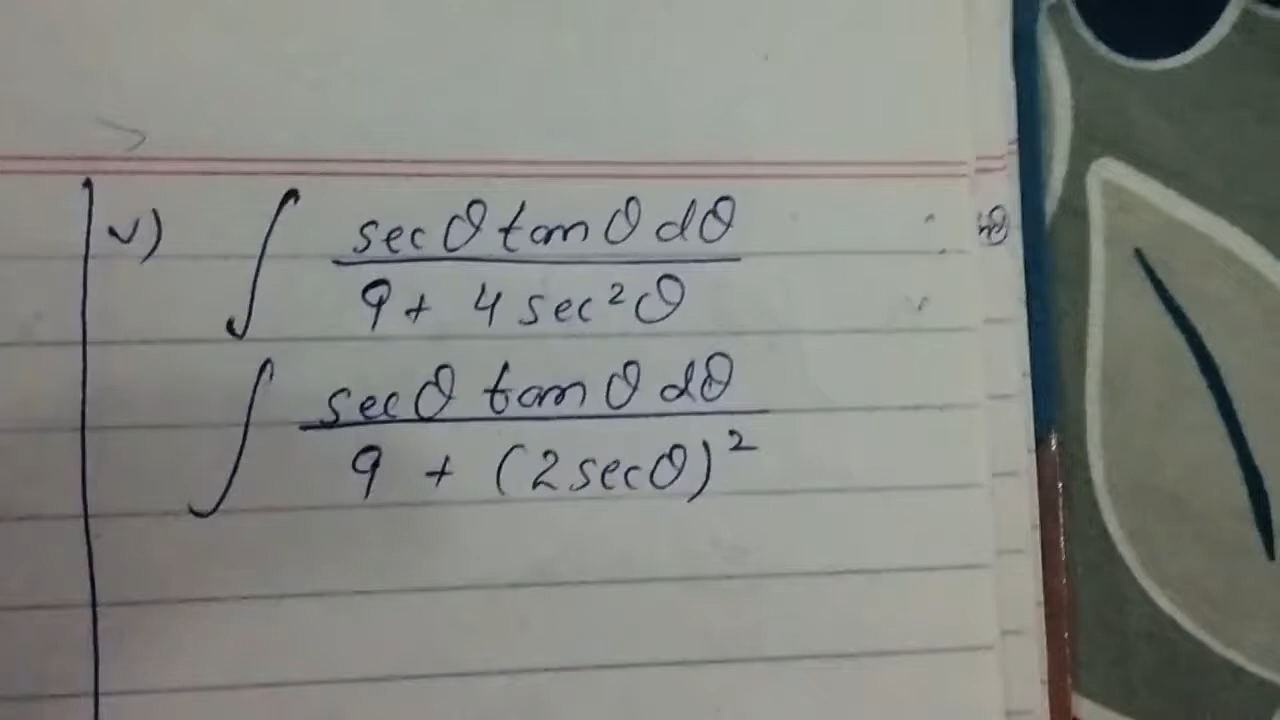 v) ∫ secθ tanθ dθ / 9 + 4 sec²θ
∫ secθ tanθ dθ / 9 + (2secθ)²